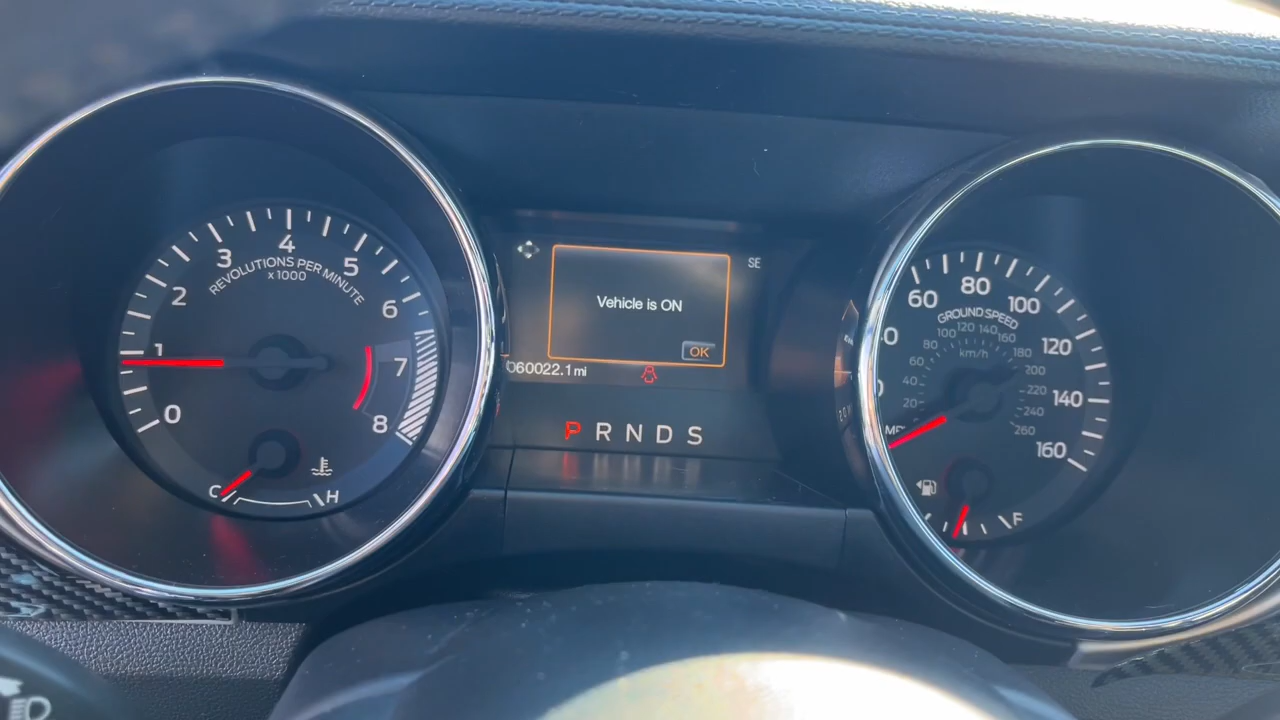 4
3
5
2
6
1
7
0
8
REVOLUTIONS PER MINUTE
x 1000
C
H
SE
Vehicle is ON
OK
060022.1 mi
P R N D S
60
80
100
120
140
160
GROUND SPEED
20
40
60
80
100
120
140
160
180
200
220
240
260
km/h
F